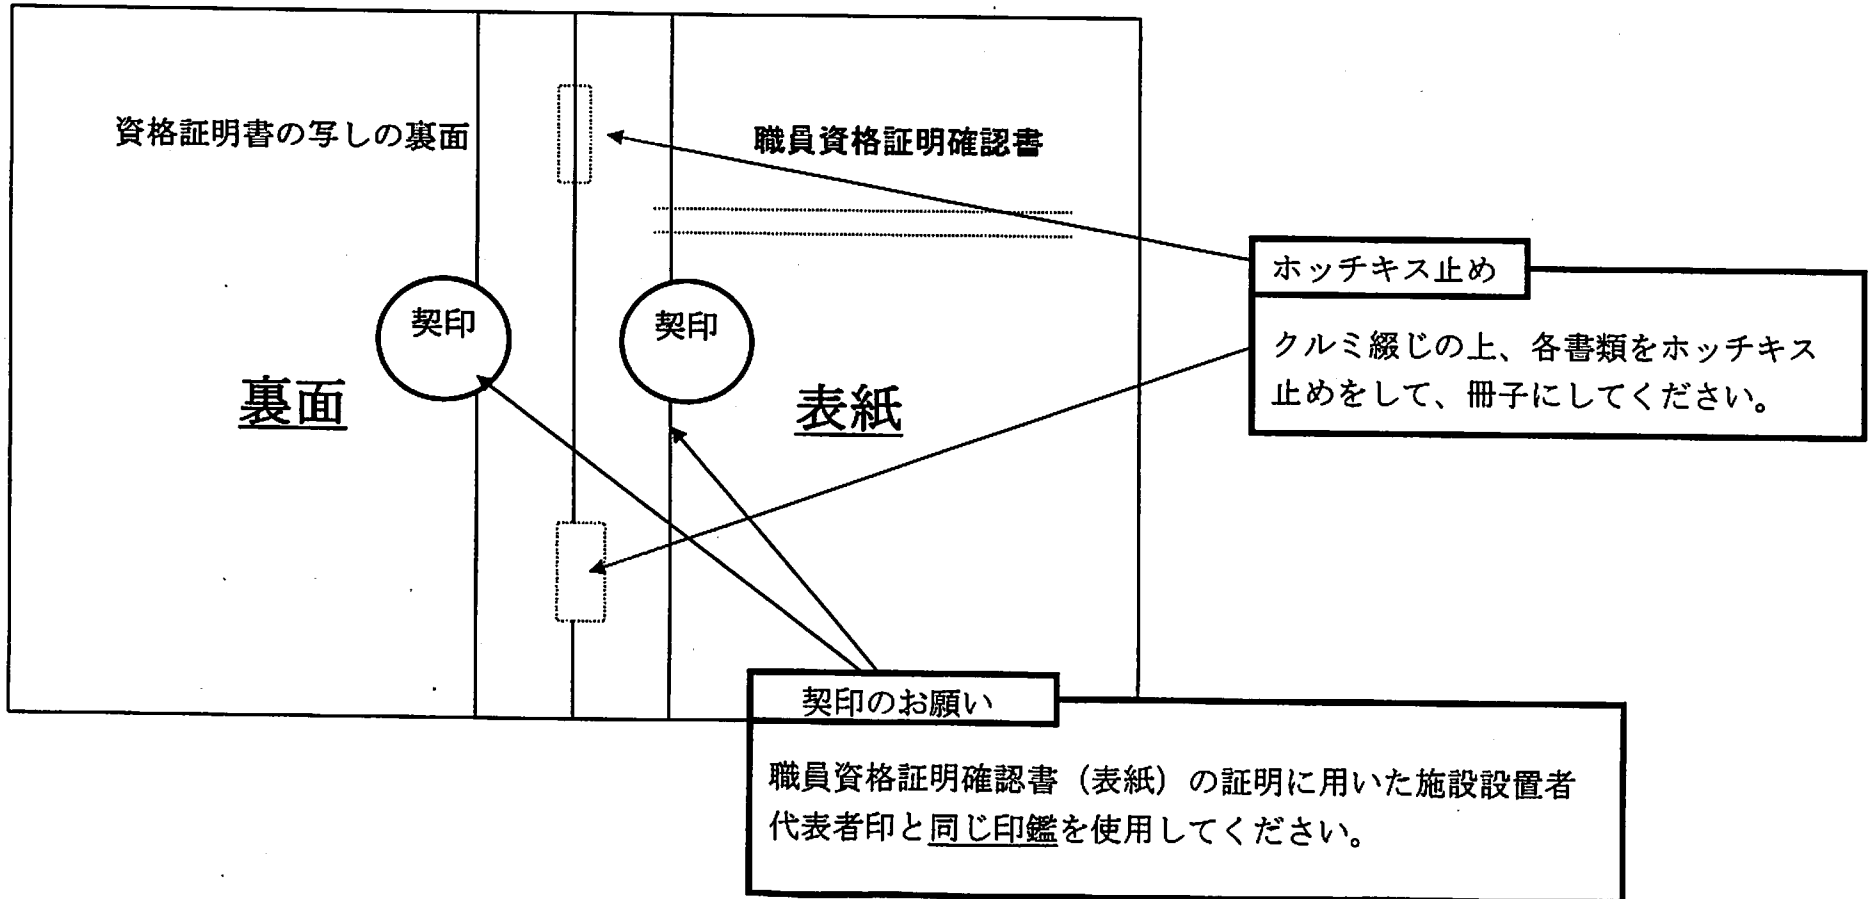 資格証明書の写しの裏面
職員資格証明確認書
契印
契印
裏面
表紙
ホッチキス止め
クルミ綴じの上、各書類をホッチキス
止めをして、冊子にしてください。
契印のお願い
職員資格証明確認書（表紙）の証明に用いた施設設置者
代表者印と同じ印鑑を使用してください。